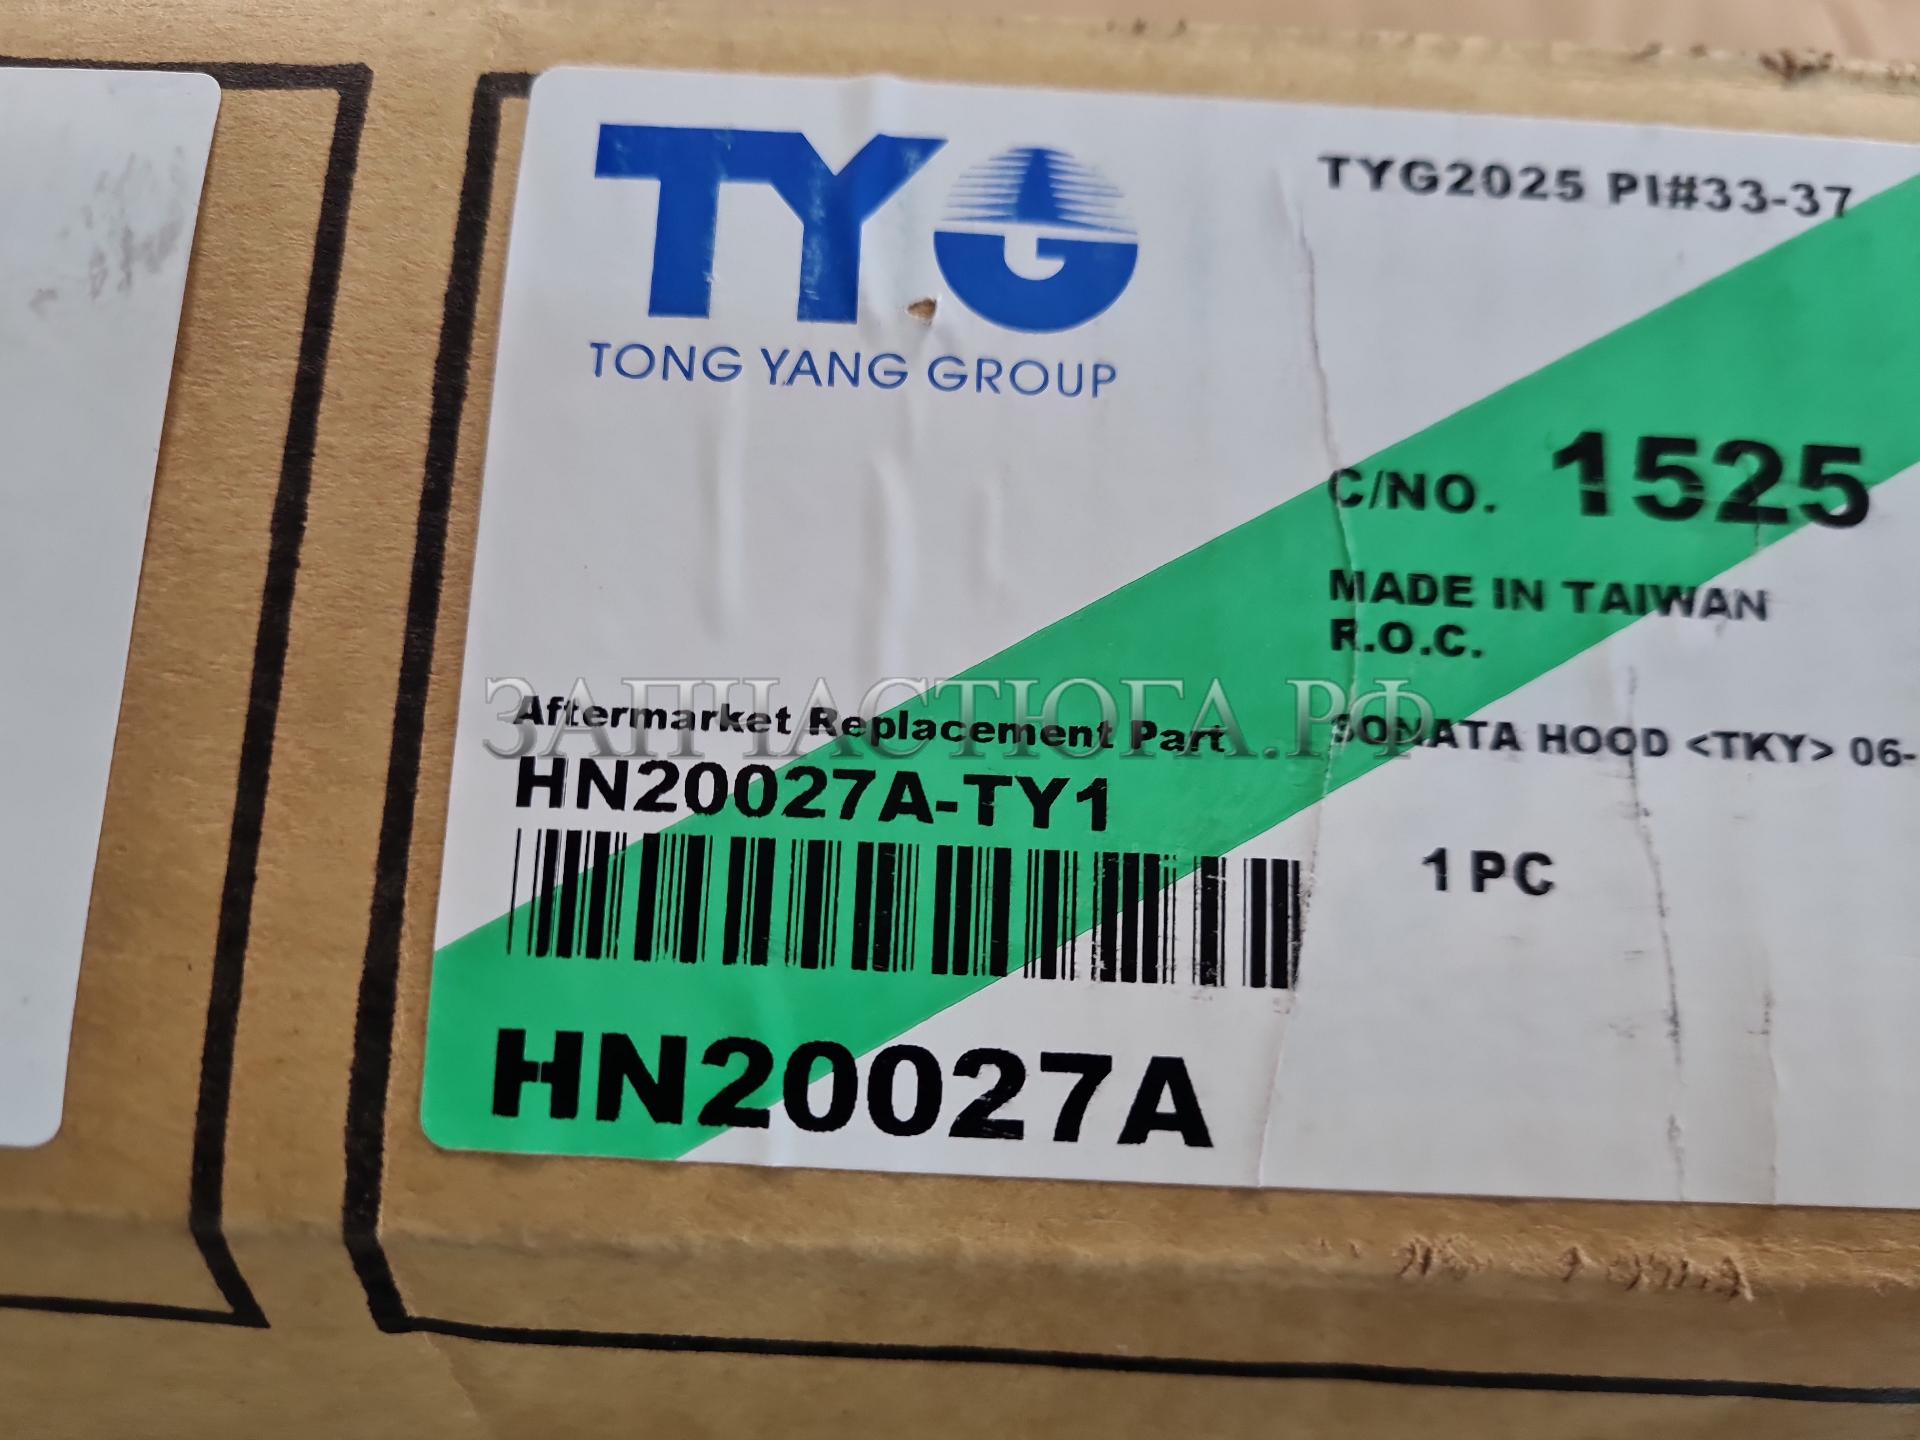 TYG
TONG YANG GROUP
TYG2025 PI#33-37
C/NO. 1525
MADE IN TAIWAN
R.O.C.
ЗАПЧАСТЮГА.РФ
Aftermarket Replacement Part
HN20027A-TY1
SONATA HOOD <TKY> 06-
1 PC
HN20027A